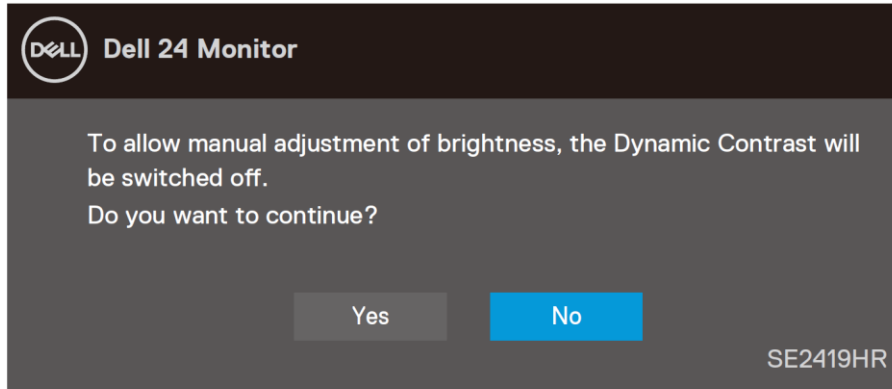 DELL Dell 24 Monitor
To allow manual adjustment of brightness, the Dynamic Contrast will
be switched off.
Do you want to continue?
Yes No
SE2419HR